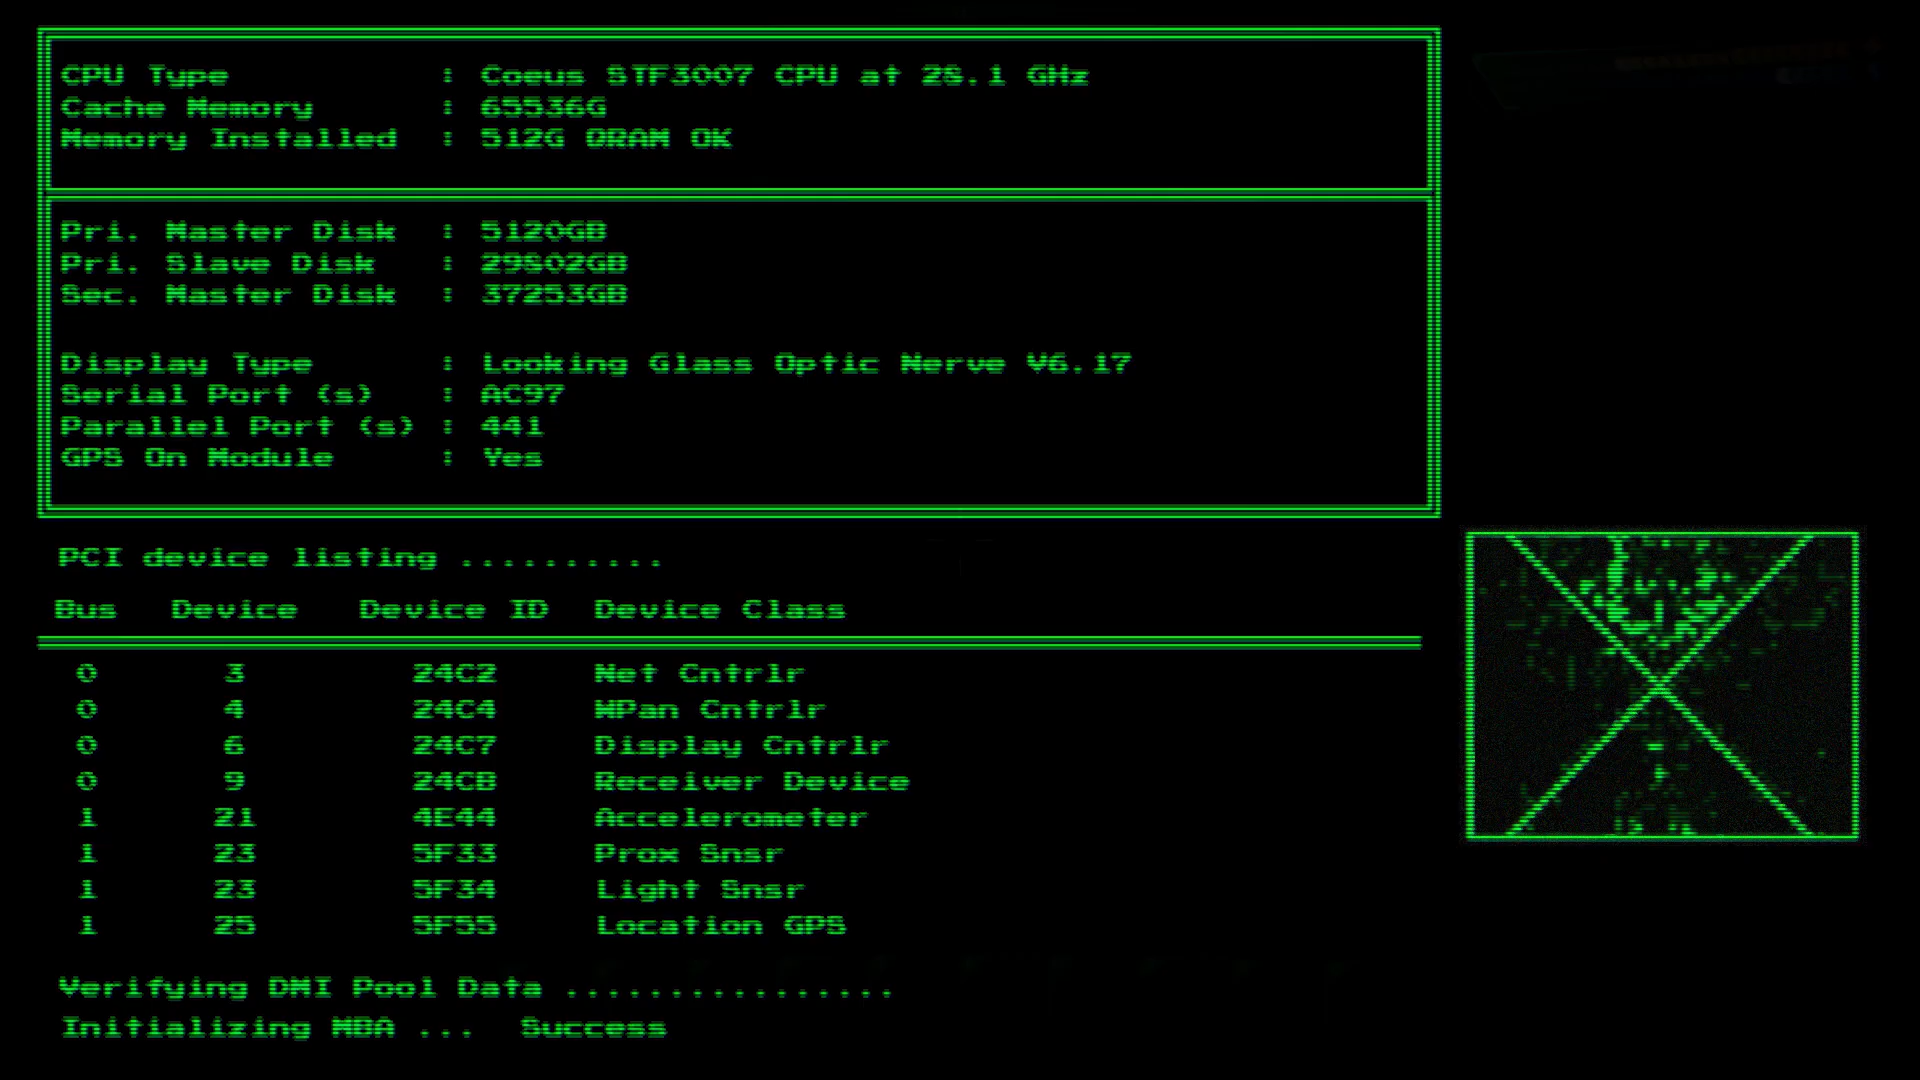 CPU Type : Coeus STF3007 CPU at 28.1 GHz
Cache Memory : 65536G
Memory Installed : 512G QRAM OK
Pri. Master Disk : 5120GB
Pri. Slave Disk : 29802GB
Sec. Master Disk : 37253GB
Display Type : Looking Glass Optic Nerve V6.17
Serial Port (s) : AC97
Parallel Port (s) : 441
GPS On Module : Yes
PCI device listing ..........
Bus Device Device ID Device Class
0 3 24C2 Net Cntrlr
0 4 24C4 WPan Cntrlr
0 6 24C7 Display Cntrlr
0 9 24CB Receiver Device
1 21 4E44 Accelerometer
1 23 5F33 Prox Snsr
1 23 5F34 Light Snsr
1 25 5F55 Location GPS
Verifying DMI Pool Data ................
Initializing MBA ... Success